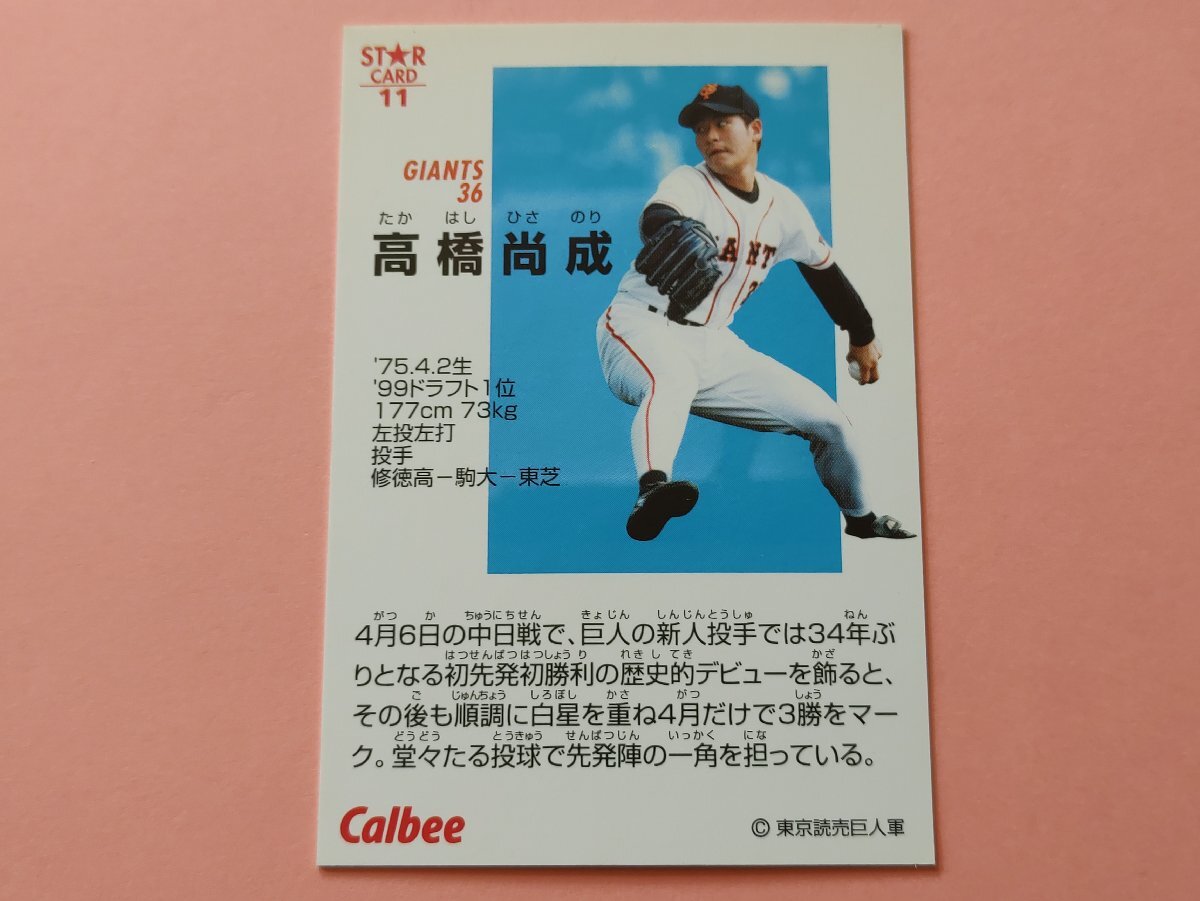 ST★R
CARD
11
GIANTS
36
たか はし ひさ のり
高橋尚成
'75.4.2生
'99ドラフト1位
177cm 73kg
左投左打
投手
修徳高－駒大－東芝
がつ か ちゅうにちせん きょじん しんじんとうしゅ ねん
4月6日の中日戦で、巨人の新人投手では34年ぶ
はつせんぱつはつしょうり れきしてき かざ
りとなる初先発初勝利の歴史的デビューを飾ると、
ご じゅんちょう しろぼし かさ がつ しょう
その後も順調に白星を重ね4月だけで3勝をマー
どうどう とうきゅう せんぱつじん いっかく にな
ク。堂々たる投球で先発陣の一角を担っている。
Calbee
© 東京読売巨人軍